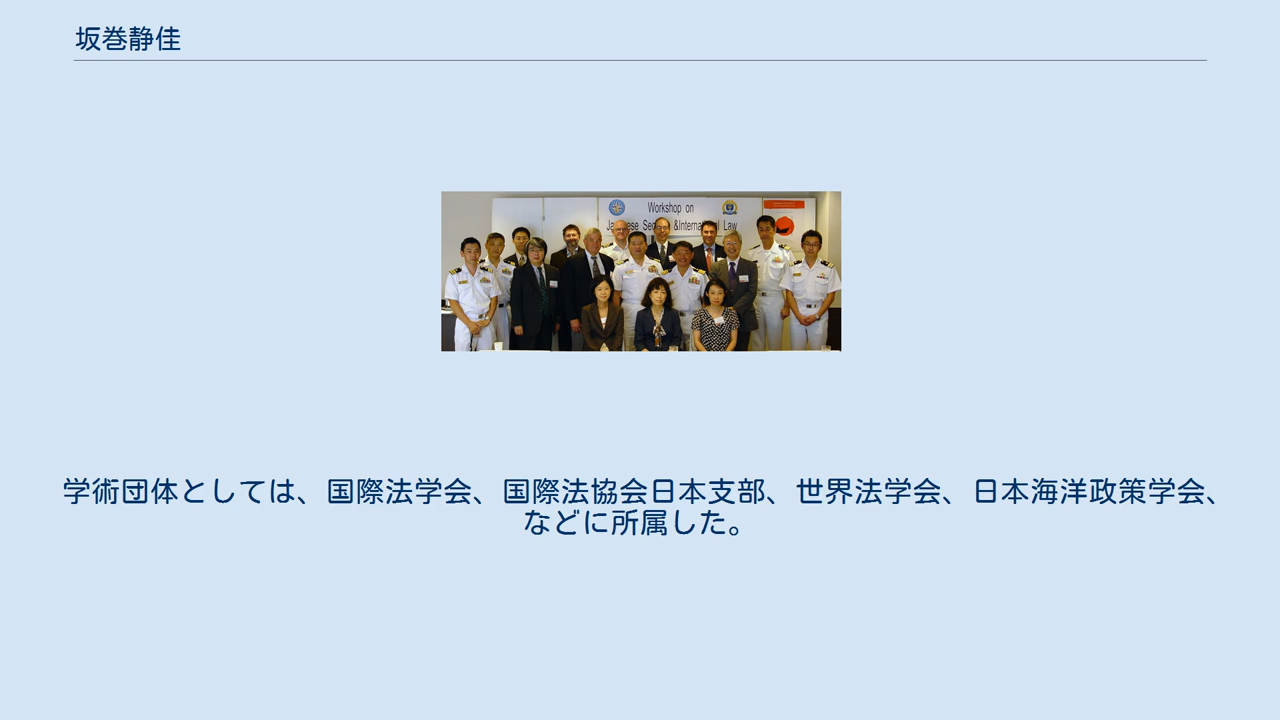 坂巻静佳
Workshop on
&International Law
学術団体としては、国際法学会、国際法協会日本支部、世界法学会、日本海洋政策学会、
などに所属した。